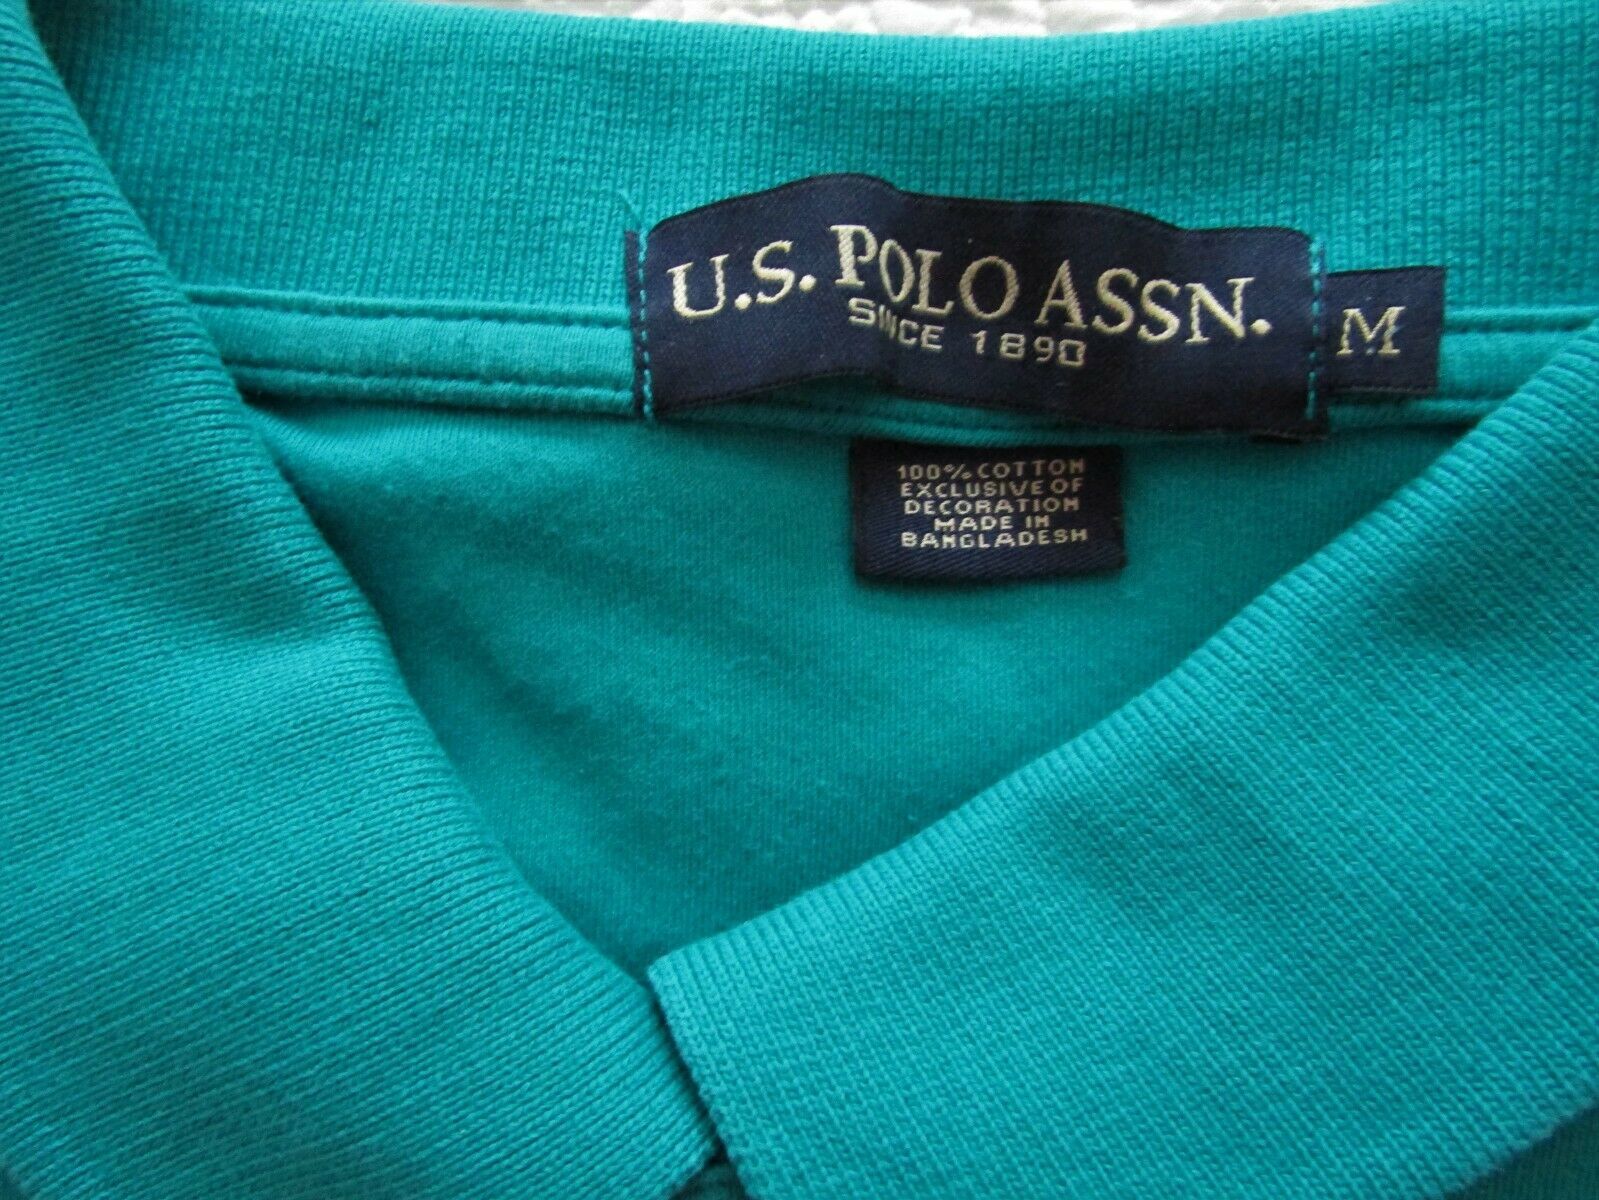 U.S. POLO ASSN.
SINCE 1890
M
100% COTTON
EXCLUSIVE OF
DECORATION
MADE IN
BANGLADESH